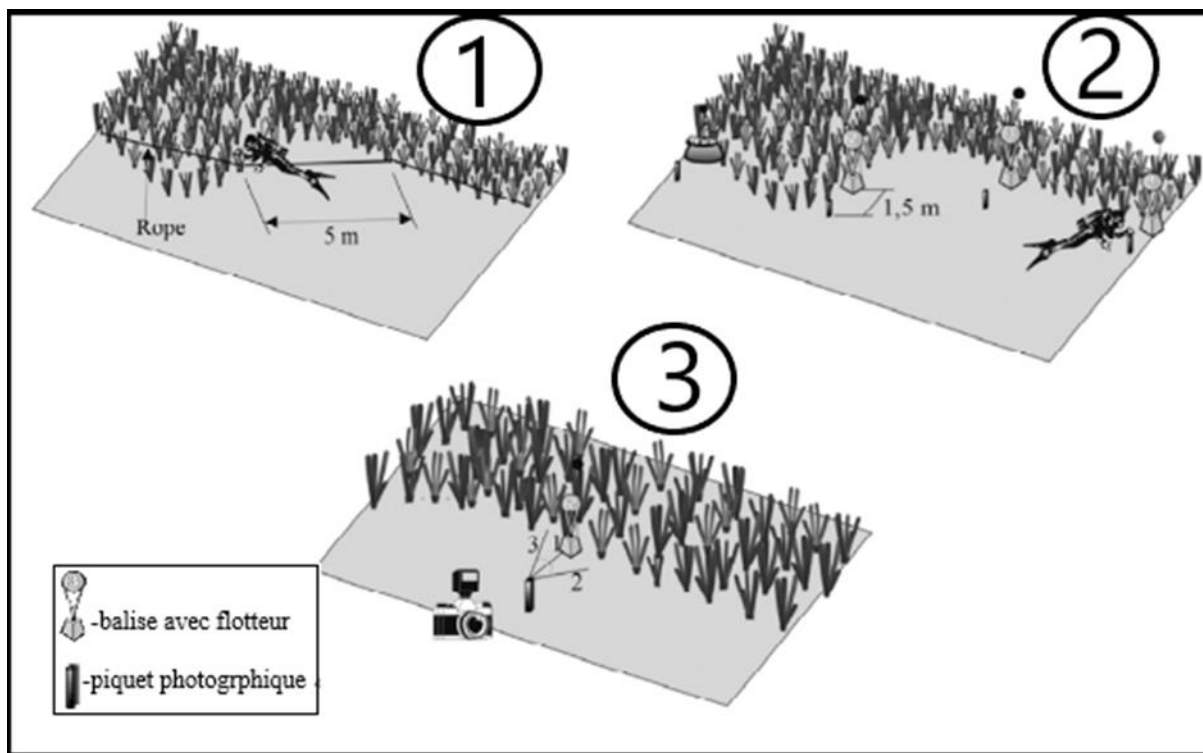 1
2
Rope
5 m
1,5 m
3
3 1
2
-balise avec flotteur
-piquet photogrphique